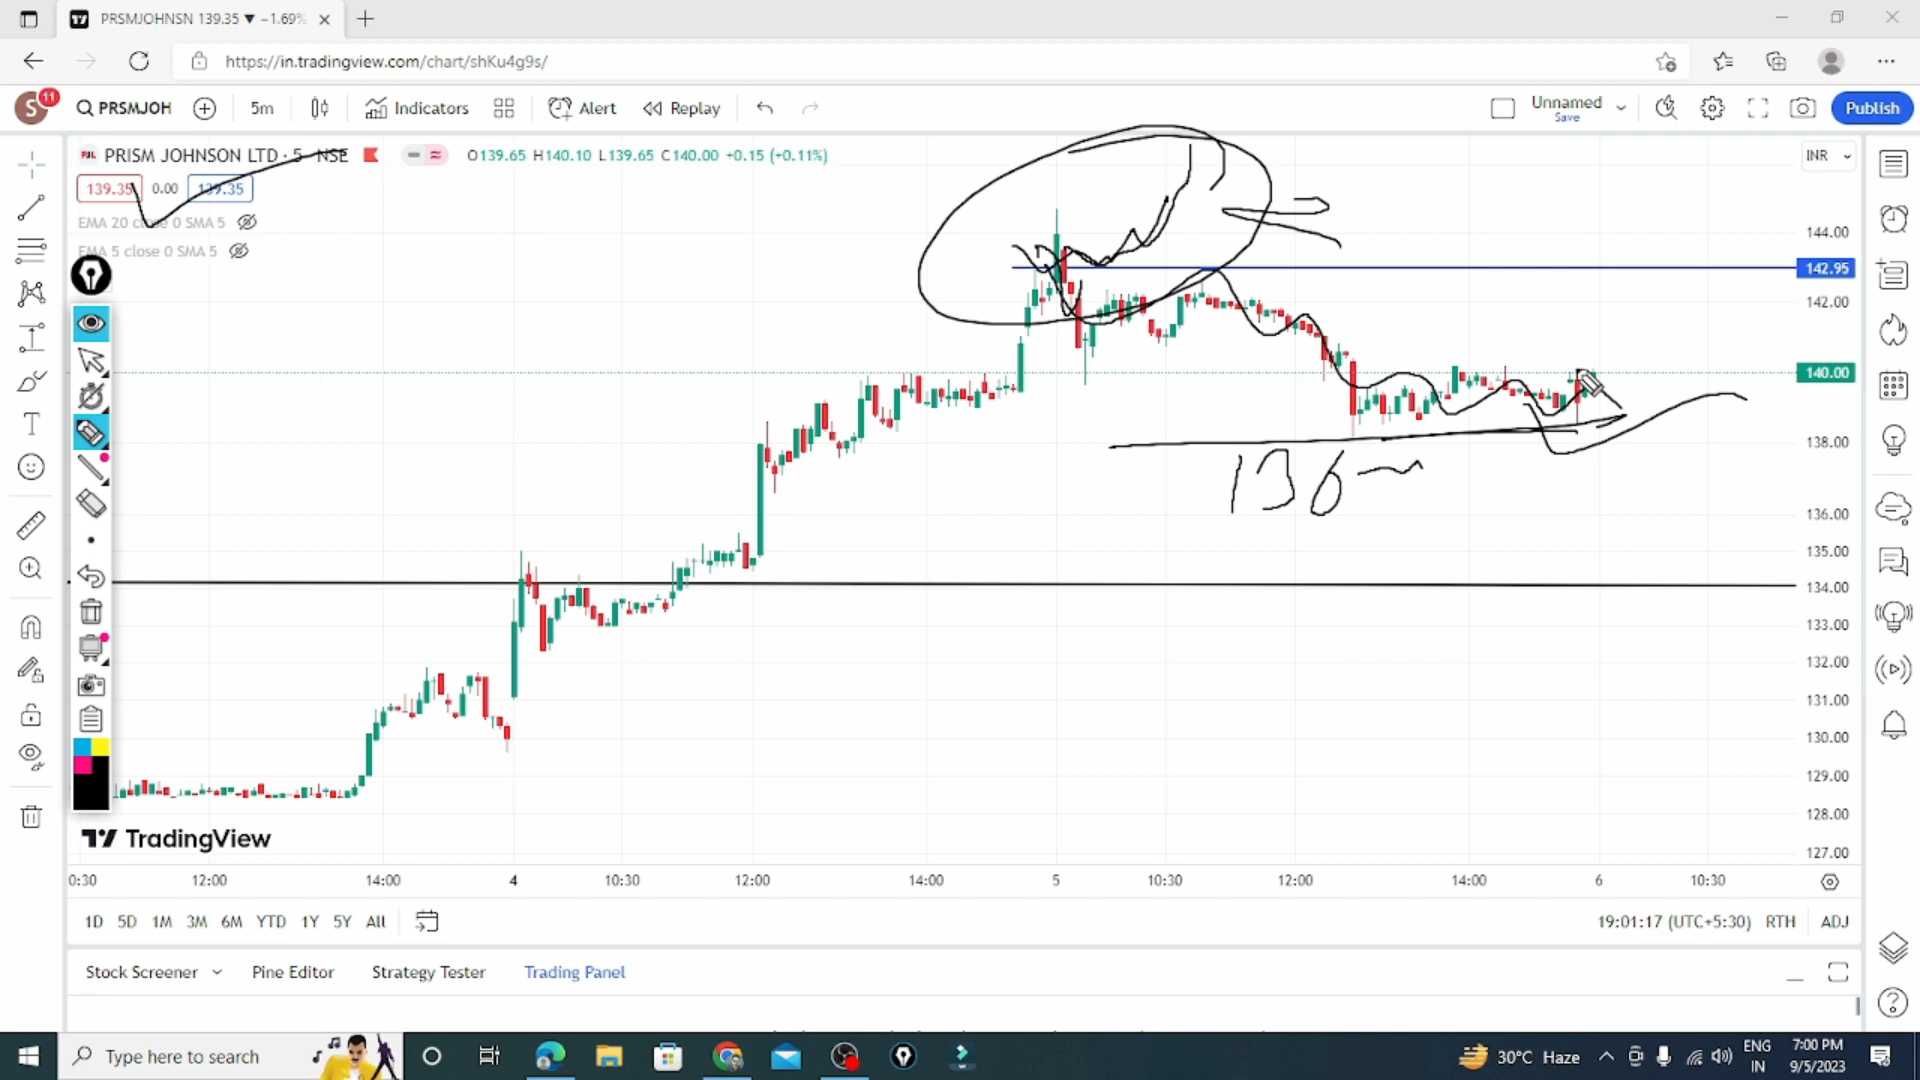 PRSMJOHNSN 139.35 ▼ −1.69%
https://in.tradingview.com/chart/shKu4g9s/
S 11 PRSMJOH 5m Indicators Alert Replay Unnamed Save Publish
PRISM JOHNSON LTD · 5 · NSE O139.65 H140.10 L139.65 C140.00 +0.15 (+0.11%) INR
139.35 0.00 139.35
EMA 20 close 0 SMA 5
EMA 5 close 0 SMA 5
144.00
142.95
142.00
140.00
138.00
136
136.00
135.00
134.00
133.00
132.00
131.00
130.00
129.00
128.00
TradingView
127.00
0:30 12:00 14:00 4 10:30 12:00 14:00 5 10:30 12:00 14:00 6 10:30
1D 5D 1M 3M 6M YTD 1Y 5Y All 19:01:17 (UTC+5:30) RTH ADJ
Stock Screener Pine Editor Strategy Tester Trading Panel
Type here to search 30°C Haze ENG IN 7:00 PM 9/5/2023